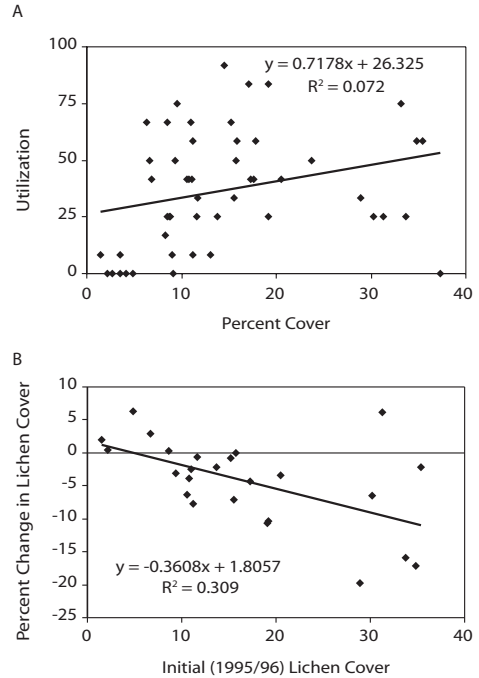 A
100
y = 0.7178x + 26.325
R² = 0.072
75
50
25
0
Utilization
0 10 20 30 40
Percent Cover
B
10
5
0
-5
-10
-15
-20
-25
Percent Change in Lichen Cover
y = -0.3608x + 1.8057
R² = 0.309
0 10 20 30 40
Initial (1995/96) Lichen Cover